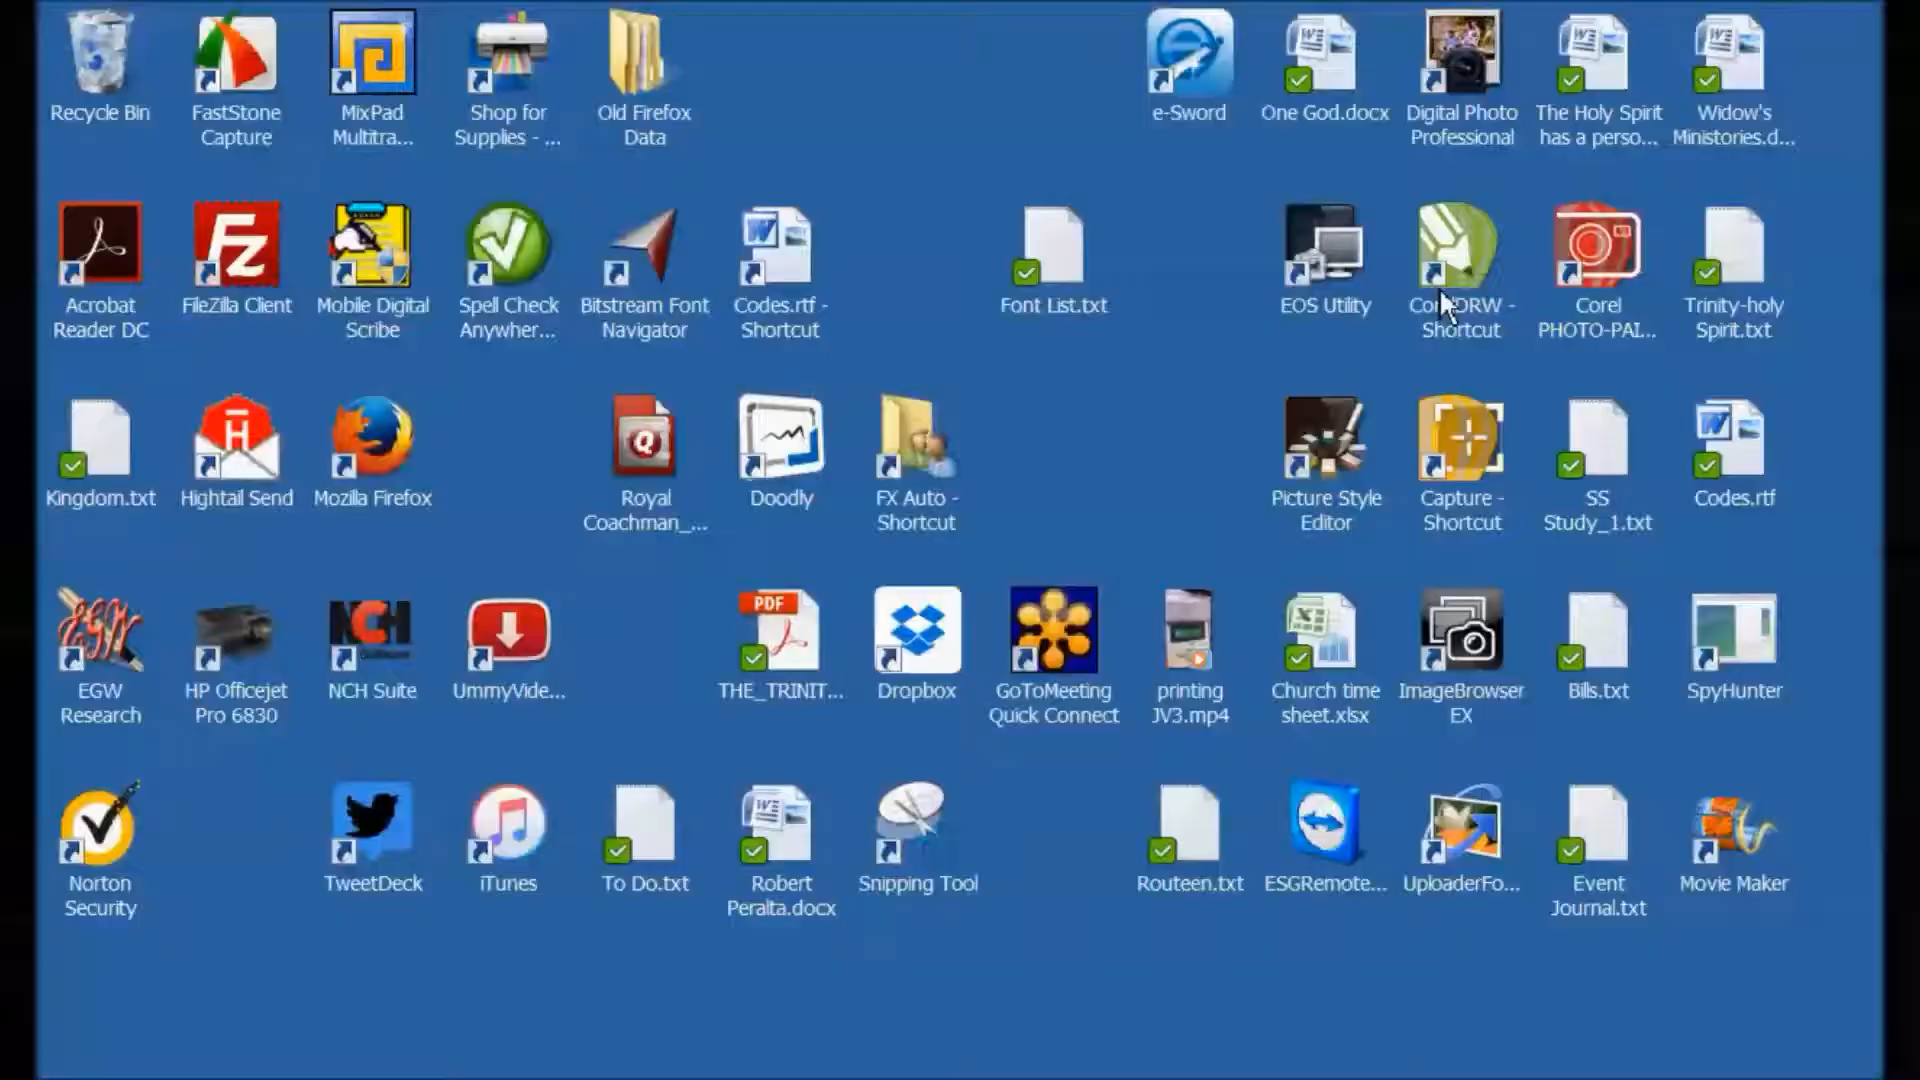 Recycle Bin
FastStone
Capture
MixPad
Multitra...
Shop for
Supplies - ...
Old Firefox
Data
e-Sword
One God.docx
Digital Photo
Professional
The Holy Spirit
has a perso...
Widow's
Ministories.d...
Acrobat
Reader DC
FileZilla Client
Mobile Digital
Scribe
Spell Check
Anywher...
Bitstream Font
Navigator
Codes.rtf -
Shortcut
Font List.txt
EOS Utility
CorelDRW -
Shortcut
Corel
PHOTO-PAI...
Trinity-holy
Spirit.txt
Kingdom.txt
Hightail Send
Mozilla Firefox
Royal
Coachman_...
Doodly
FX Auto -
Shortcut
Picture Style
Editor
Capture -
Shortcut
SS
Study_1.txt
Codes.rtf
EGW
NCH
PDF
EGW
Research
HP Officejet
Pro 6830
NCH Suite
UmmyVide...
THE_TRINIT...
Dropbox
GoToMeeting
Quick Connect
printing
JV3.mp4
Church time
sheet.xlsx
ImageBrowser
EX
Bills.txt
SpyHunter
Norton
Security
TweetDeck
iTunes
To Do.txt
Robert
Peralta.docx
Snipping Tool
Routeen.txt
ESGRemote...
UploaderFo...
Event
Journal.txt
Movie Maker